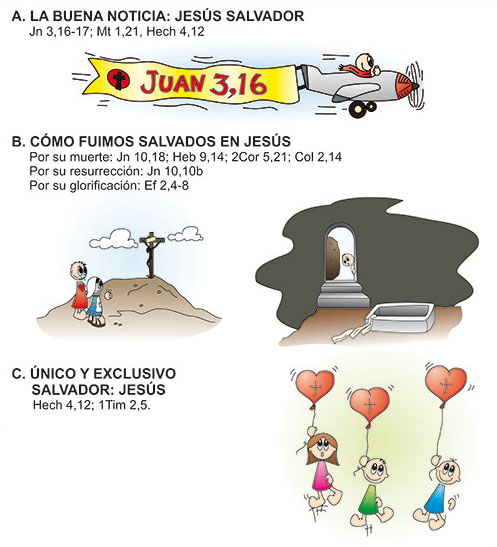 A. LA BUENA NOTICIA: JESÚS SALVADOR
Jn 3,16-17; Mt 1,21, Hech 4,12
JUAN 3,16
B. CÓMO FUIMOS SALVADOS EN JESÚS
Por su muerte: Jn 10,18; Heb 9,14; 2Cor 5,21; Col 2,14
Por su resurrección: Jn 10,10b
Por su glorificación: Ef 2,4-8
C. ÚNICO Y EXCLUSIVO
SALVADOR: JESÚS
Hech 4,12; 1Tim 2,5.